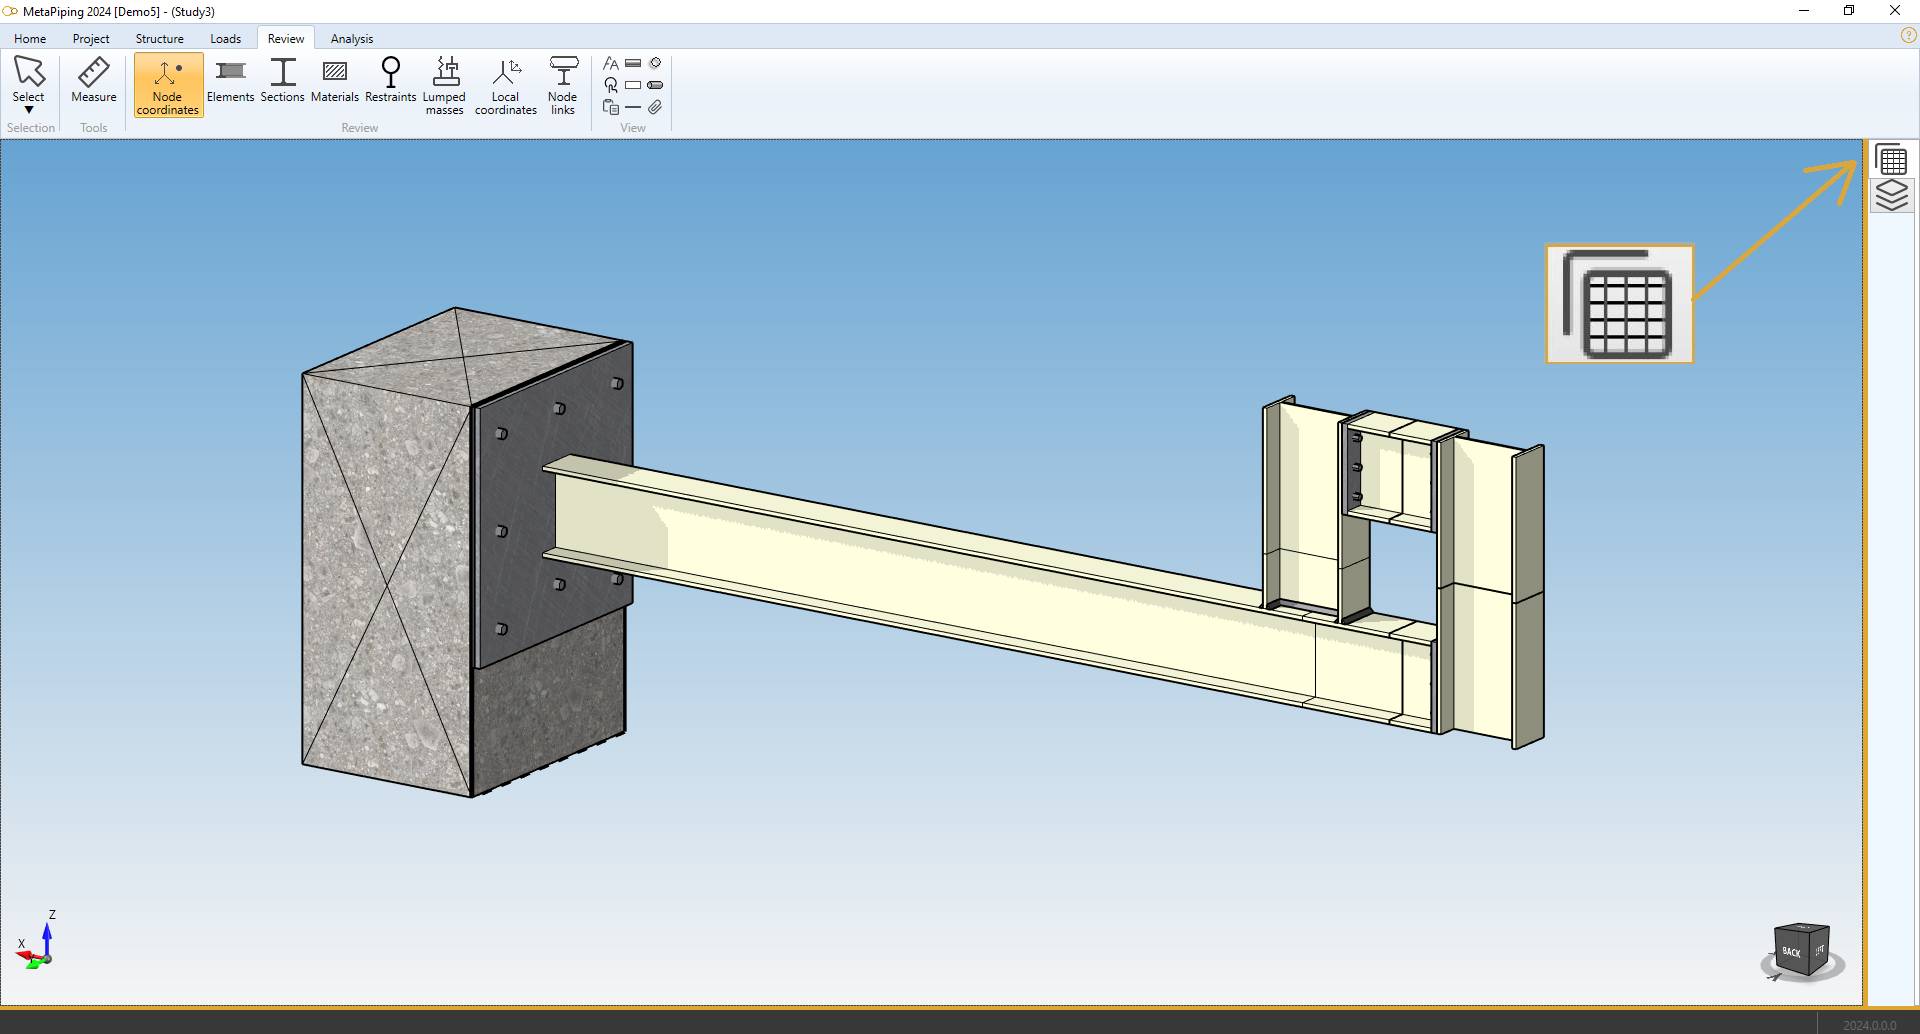 MetaPiping 2024 [Demo5] - (Study3)
Home Project Structure Loads Review Analysis
Select
Measure
Node
coordinates
Elements
Sections
Materials
Restraints
Lumped
masses
Local
coordinates
Node
links
Selection Tools Review View
Z
X
BACK
2024.0.0.0